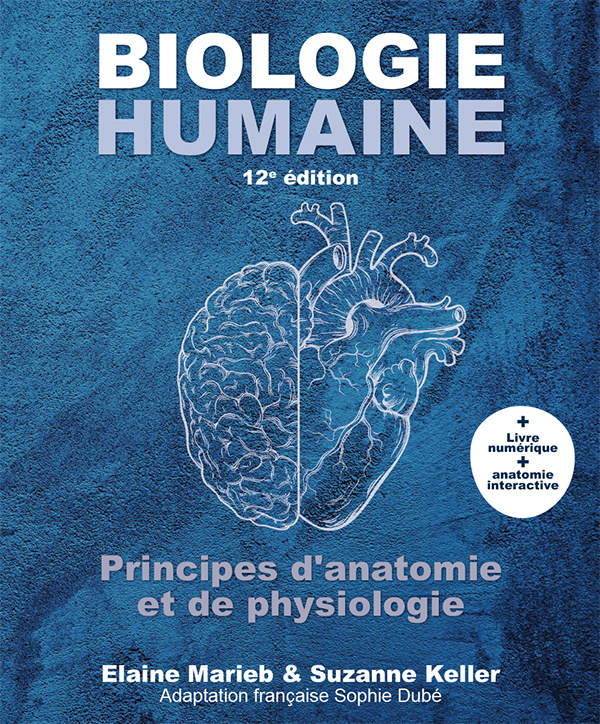 BIOLOGIE
HUMAINE
12e édition
+
Livre
numérique
+
anatomie
interactive
Principes d'anatomie
et de physiologie
Elaine Marieb & Suzanne Keller
Adaptation française Sophie Dubé